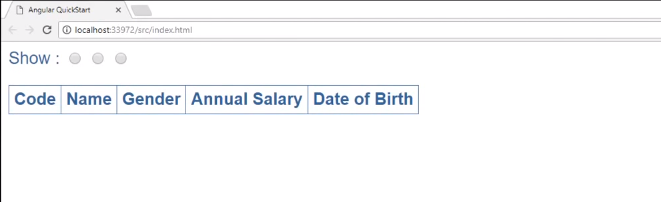 Angular QuickStart
localhost:33972/src/index.html
Show :
Code Name Gender Annual Salary Date of Birth